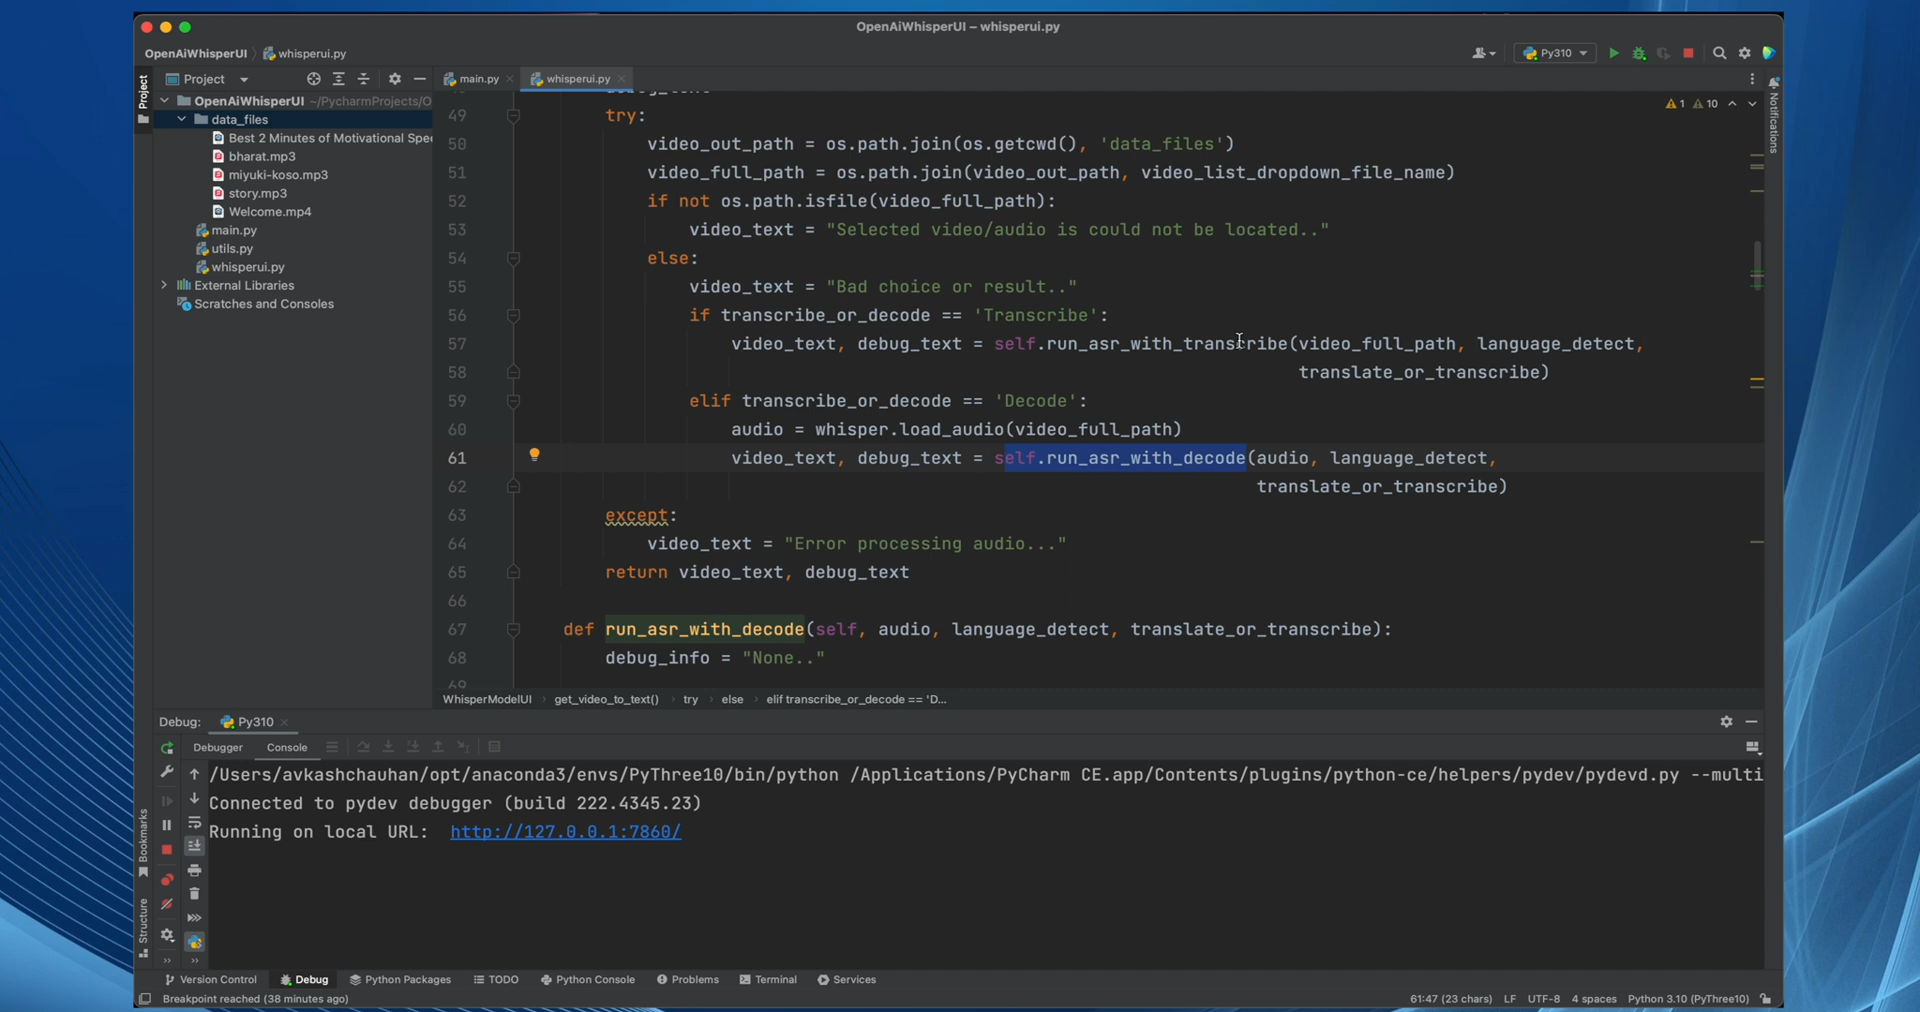 OpenAiWhisperUI – whisperui.py
OpenAiWhisperUI whisperui.py
Py310
Project
main.py
whisperui.py
Project
Notifications
OpenAiWhisperUI ~/PycharmProjects/O
data_files
Best 2 Minutes of Motivational Spee
bharat.mp3
miyuki-koso.mp3
story.mp3
Welcome.mp4
main.py
utils.py
whisperui.py
External Libraries
Scratches and Consoles
1 10
49 try:
50 video_out_path = os.path.join(os.getcwd(), 'data_files')
51 video_full_path = os.path.join(video_out_path, video_list_dropdown_file_name)
52 if not os.path.isfile(video_full_path):
53 video_text = "Selected video/audio is could not be located.."
54 else:
55 video_text = "Bad choice or result.."
56 if transcribe_or_decode == 'Transcribe':
57 video_text, debug_text = self.run_asr_with_transcribe(video_full_path, language_detect,
58 translate_or_transcribe)
59 elif transcribe_or_decode == 'Decode':
60 audio = whisper.load_audio(video_full_path)
61 video_text, debug_text = self.run_asr_with_decode(audio, language_detect,
62 translate_or_transcribe)
63 except:
64 video_text = "Error processing audio..."
65 return video_text, debug_text
66
67 def run_asr_with_decode(self, audio, language_detect, translate_or_transcribe):
68 debug_info = "None.."
69
WhisperModelUI get_video_to_text() try else elif transcribe_or_decode == 'D...
Debug: Py310
Debugger Console
/Users/avkashchauhan/opt/anaconda3/envs/PyThree10/bin/python /Applications/PyCharm CE.app/Contents/plugins/python-ce/helpers/pydev/pydevd.py --multi
Connected to pydev debugger (build 222.4345.23)
Running on local URL: http://127.0.0.1:7860/
Bookmarks
Structure
Version Control Debug Python Packages TODO Python Console Problems Terminal Services
Breakpoint reached (38 minutes ago)
61:47 (23 chars) LF UTF-8 4 spaces Python 3.10 (PyThree10)